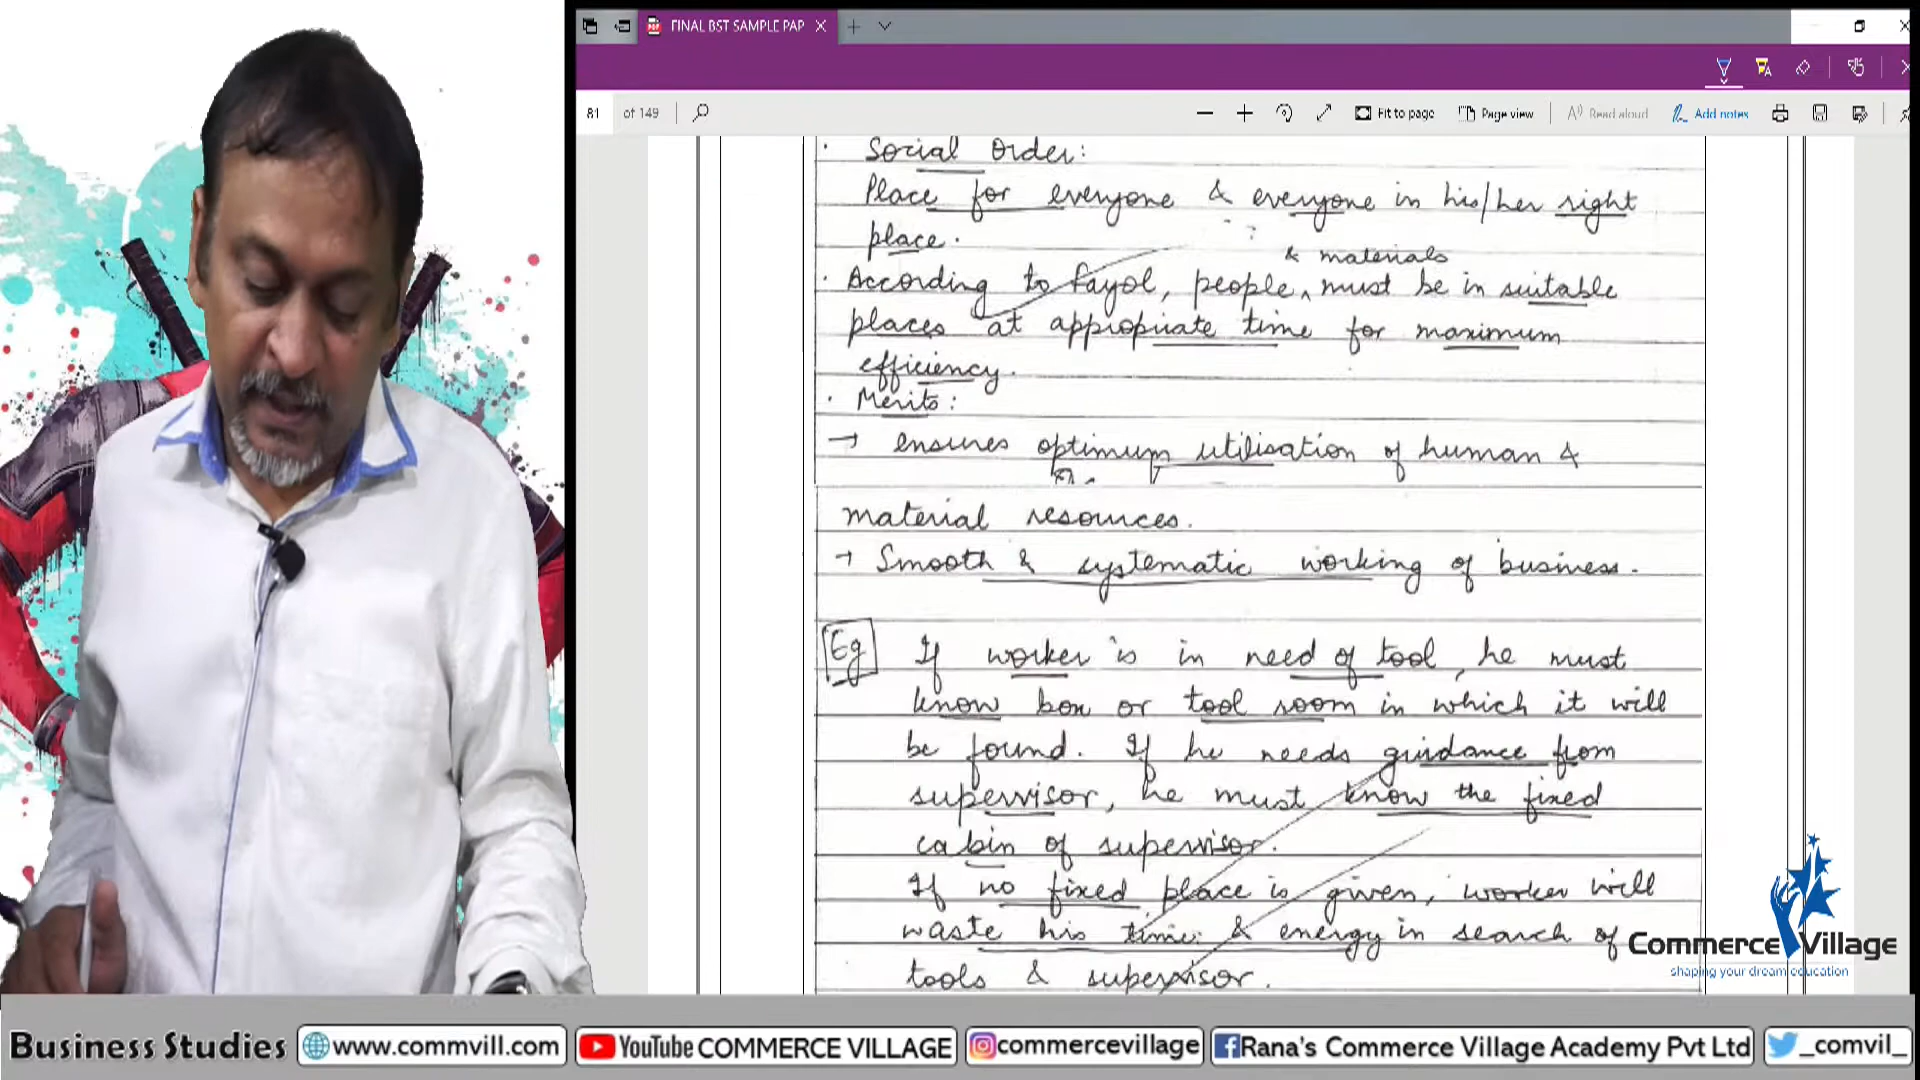 FINAL BST SAMPLE PAP
81 of 149
Fit to page
Page view
Read aloud
Add notes
· Social Order:
Place for everyone & everyone in his/her right
place.
& materials
· According to Fayol, people ^ must be in suitable
places at appropriate time for maximum
efficiency.
· Merits:
→ ensures optimum utilisation of human &
material resources.
→ Smooth & systematic working of business.
Eg If worker is in need of tool, he must
know box or tool room in which it will
be found. If he needs guidance from
supervisor, he must know the fixed
cabin of supervisor.
If no fixed place is given, worker will
waste his time & energy in search of
tools & supervisor.
Commerce Village
shaping your dream education
Business Studies
www.commvill.com
YouTube COMMERCE VILLAGE
commercevillage
Rana's Commerce Village Academy Pvt Ltd
_comvil_